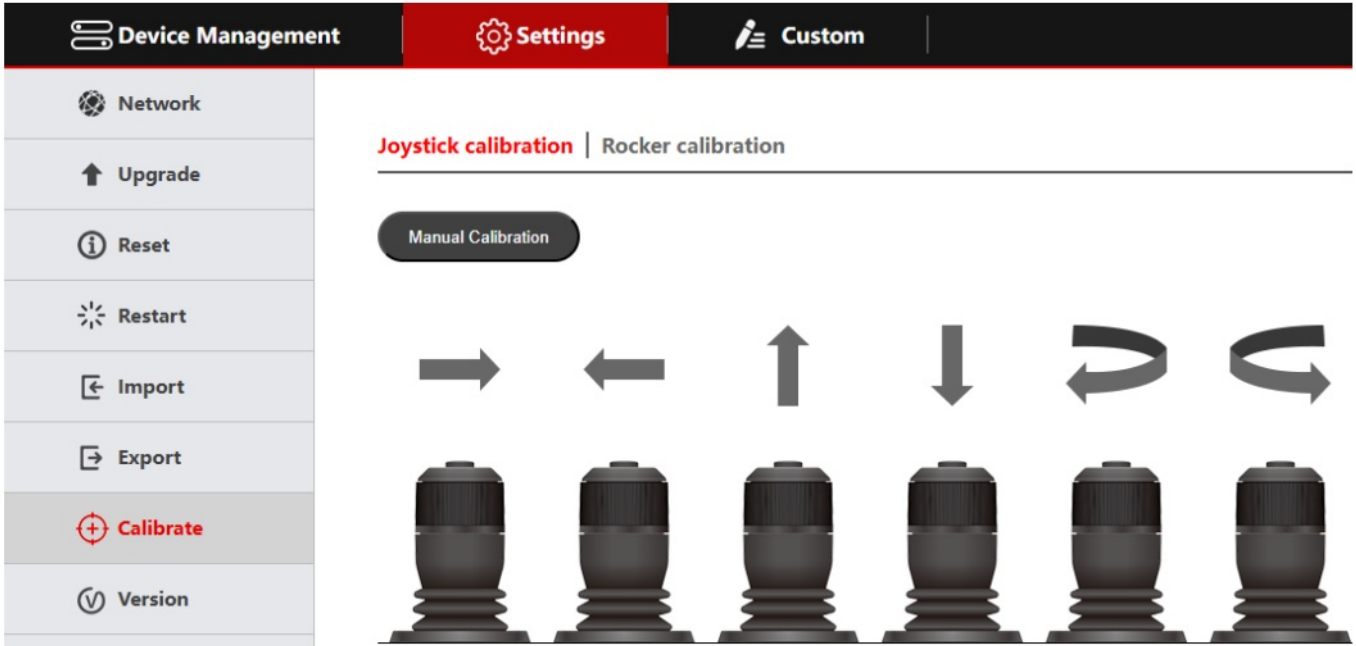 Device Management Settings Custom
Network
Joystick calibration | Rocker calibration
Upgrade
Manual Calibration
Reset
Restart
Import
Export
Calibrate
Version